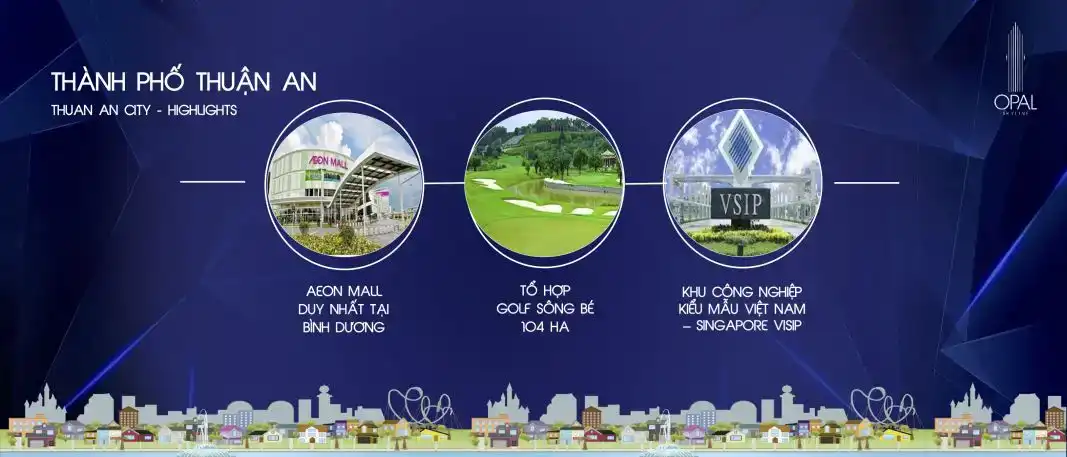 THÀNH PHỐ THUẬN AN
THUAN AN CITY - HIGHLIGHTS
OPAL
SKYLINE
AEON MALL
VSIP
AEON MALL
DUY NHẤT TẠI
BÌNH DƯƠNG
TỔ HỢP
GOLF SÔNG BÉ
104 HA
KHU CÔNG NGHIỆP
KIỂU MẪU VIỆT NAM
– SINGAPORE VSIP